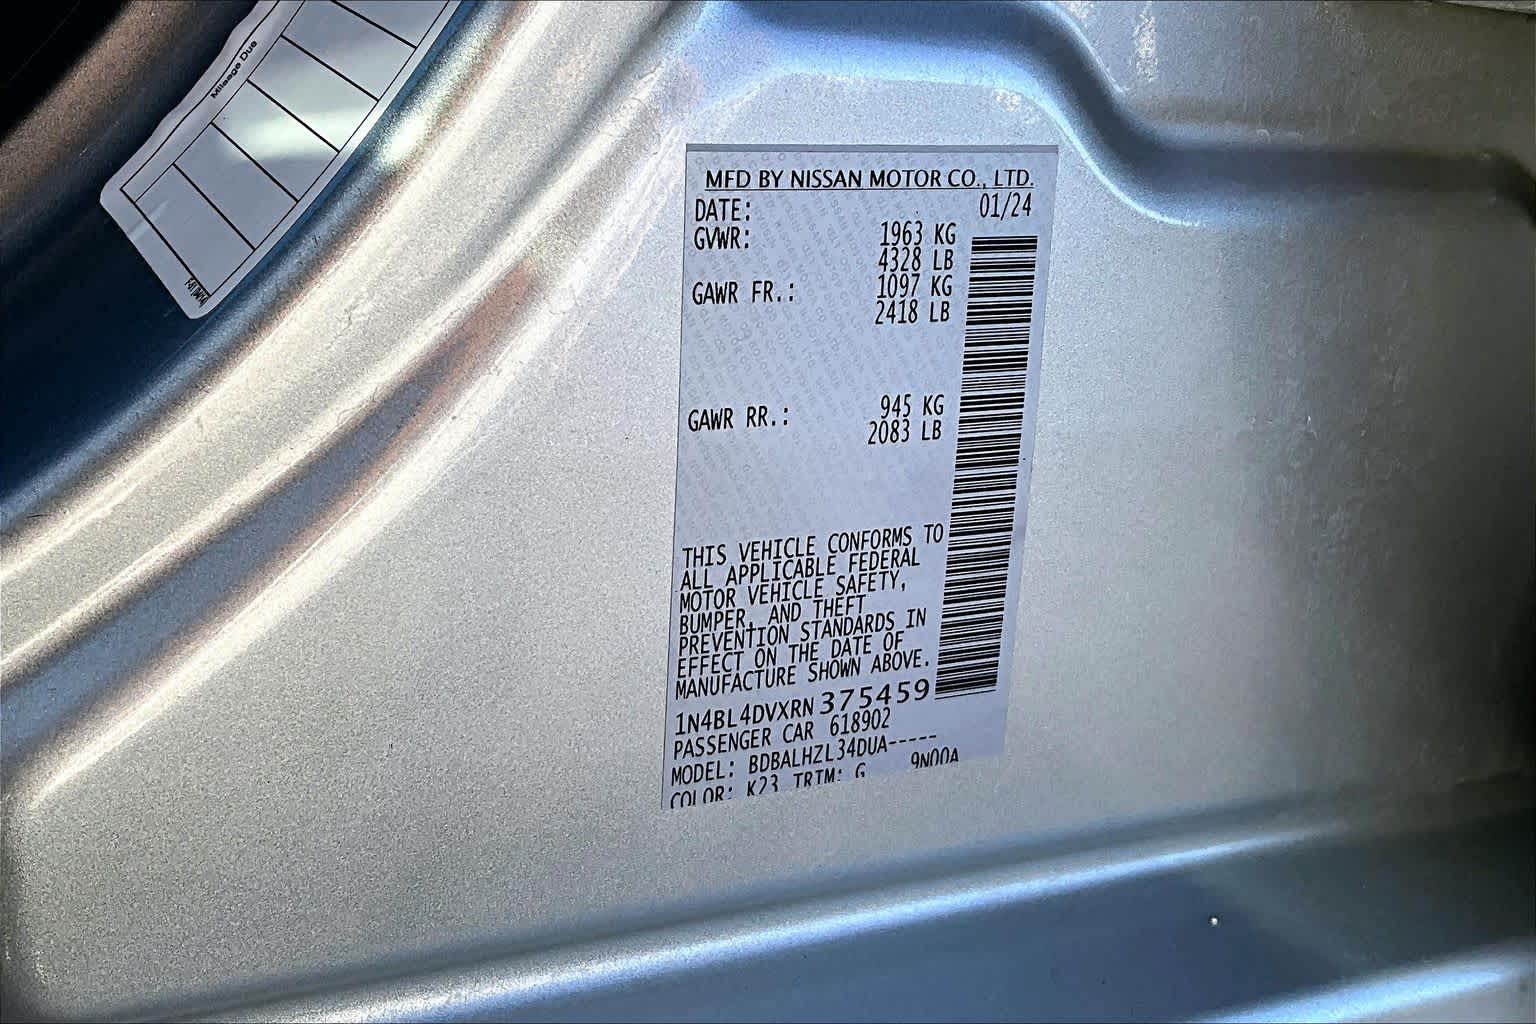 Mileage Due
MFD BY NISSAN MOTOR CO., LTD.
DATE: 01/24
GVWR: 1963 KG
4328 LB
GAWR FR.: 1097 KG
2418 LB
GAWR RR.: 945 KG
2083 LB
THIS VEHICLE CONFORMS TO
ALL APPLICABLE FEDERAL
MOTOR VEHICLE SAFETY,
BUMPER, AND THEFT
PREVENTION STANDARDS IN
EFFECT ON THE DATE OF
MANUFACTURE SHOWN ABOVE.
1N4BL4DVXRN375459
PASSENGER CAR 618902
MODEL: BDBALHZL34DUA-----
COLOR: K23 TRIM: G 9N00A